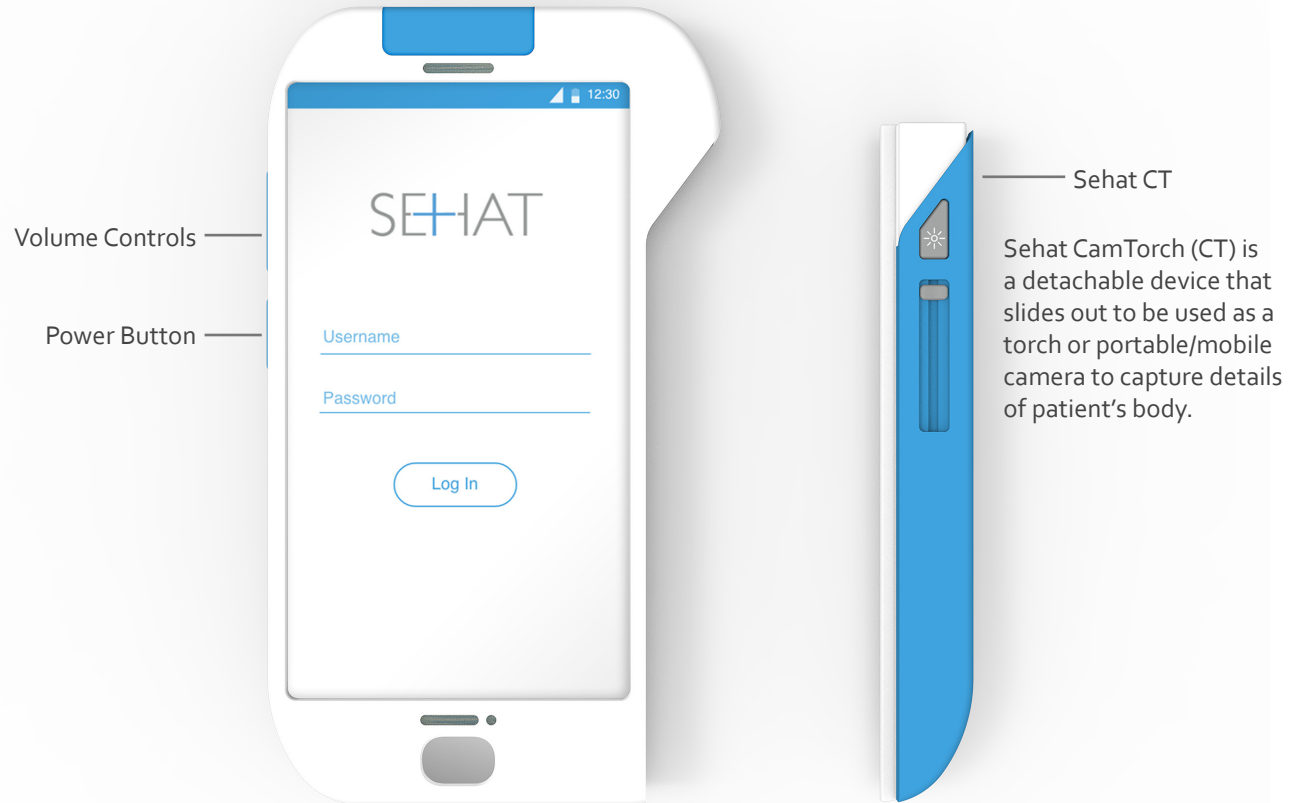 12:30
SEHAT
Volume Controls
Power Button
Username
Password
Log In
Sehat CT
Sehat CamTorch (CT) is
a detachable device that
slides out to be used as a
torch or portable/mobile
camera to capture details
of patient’s body.